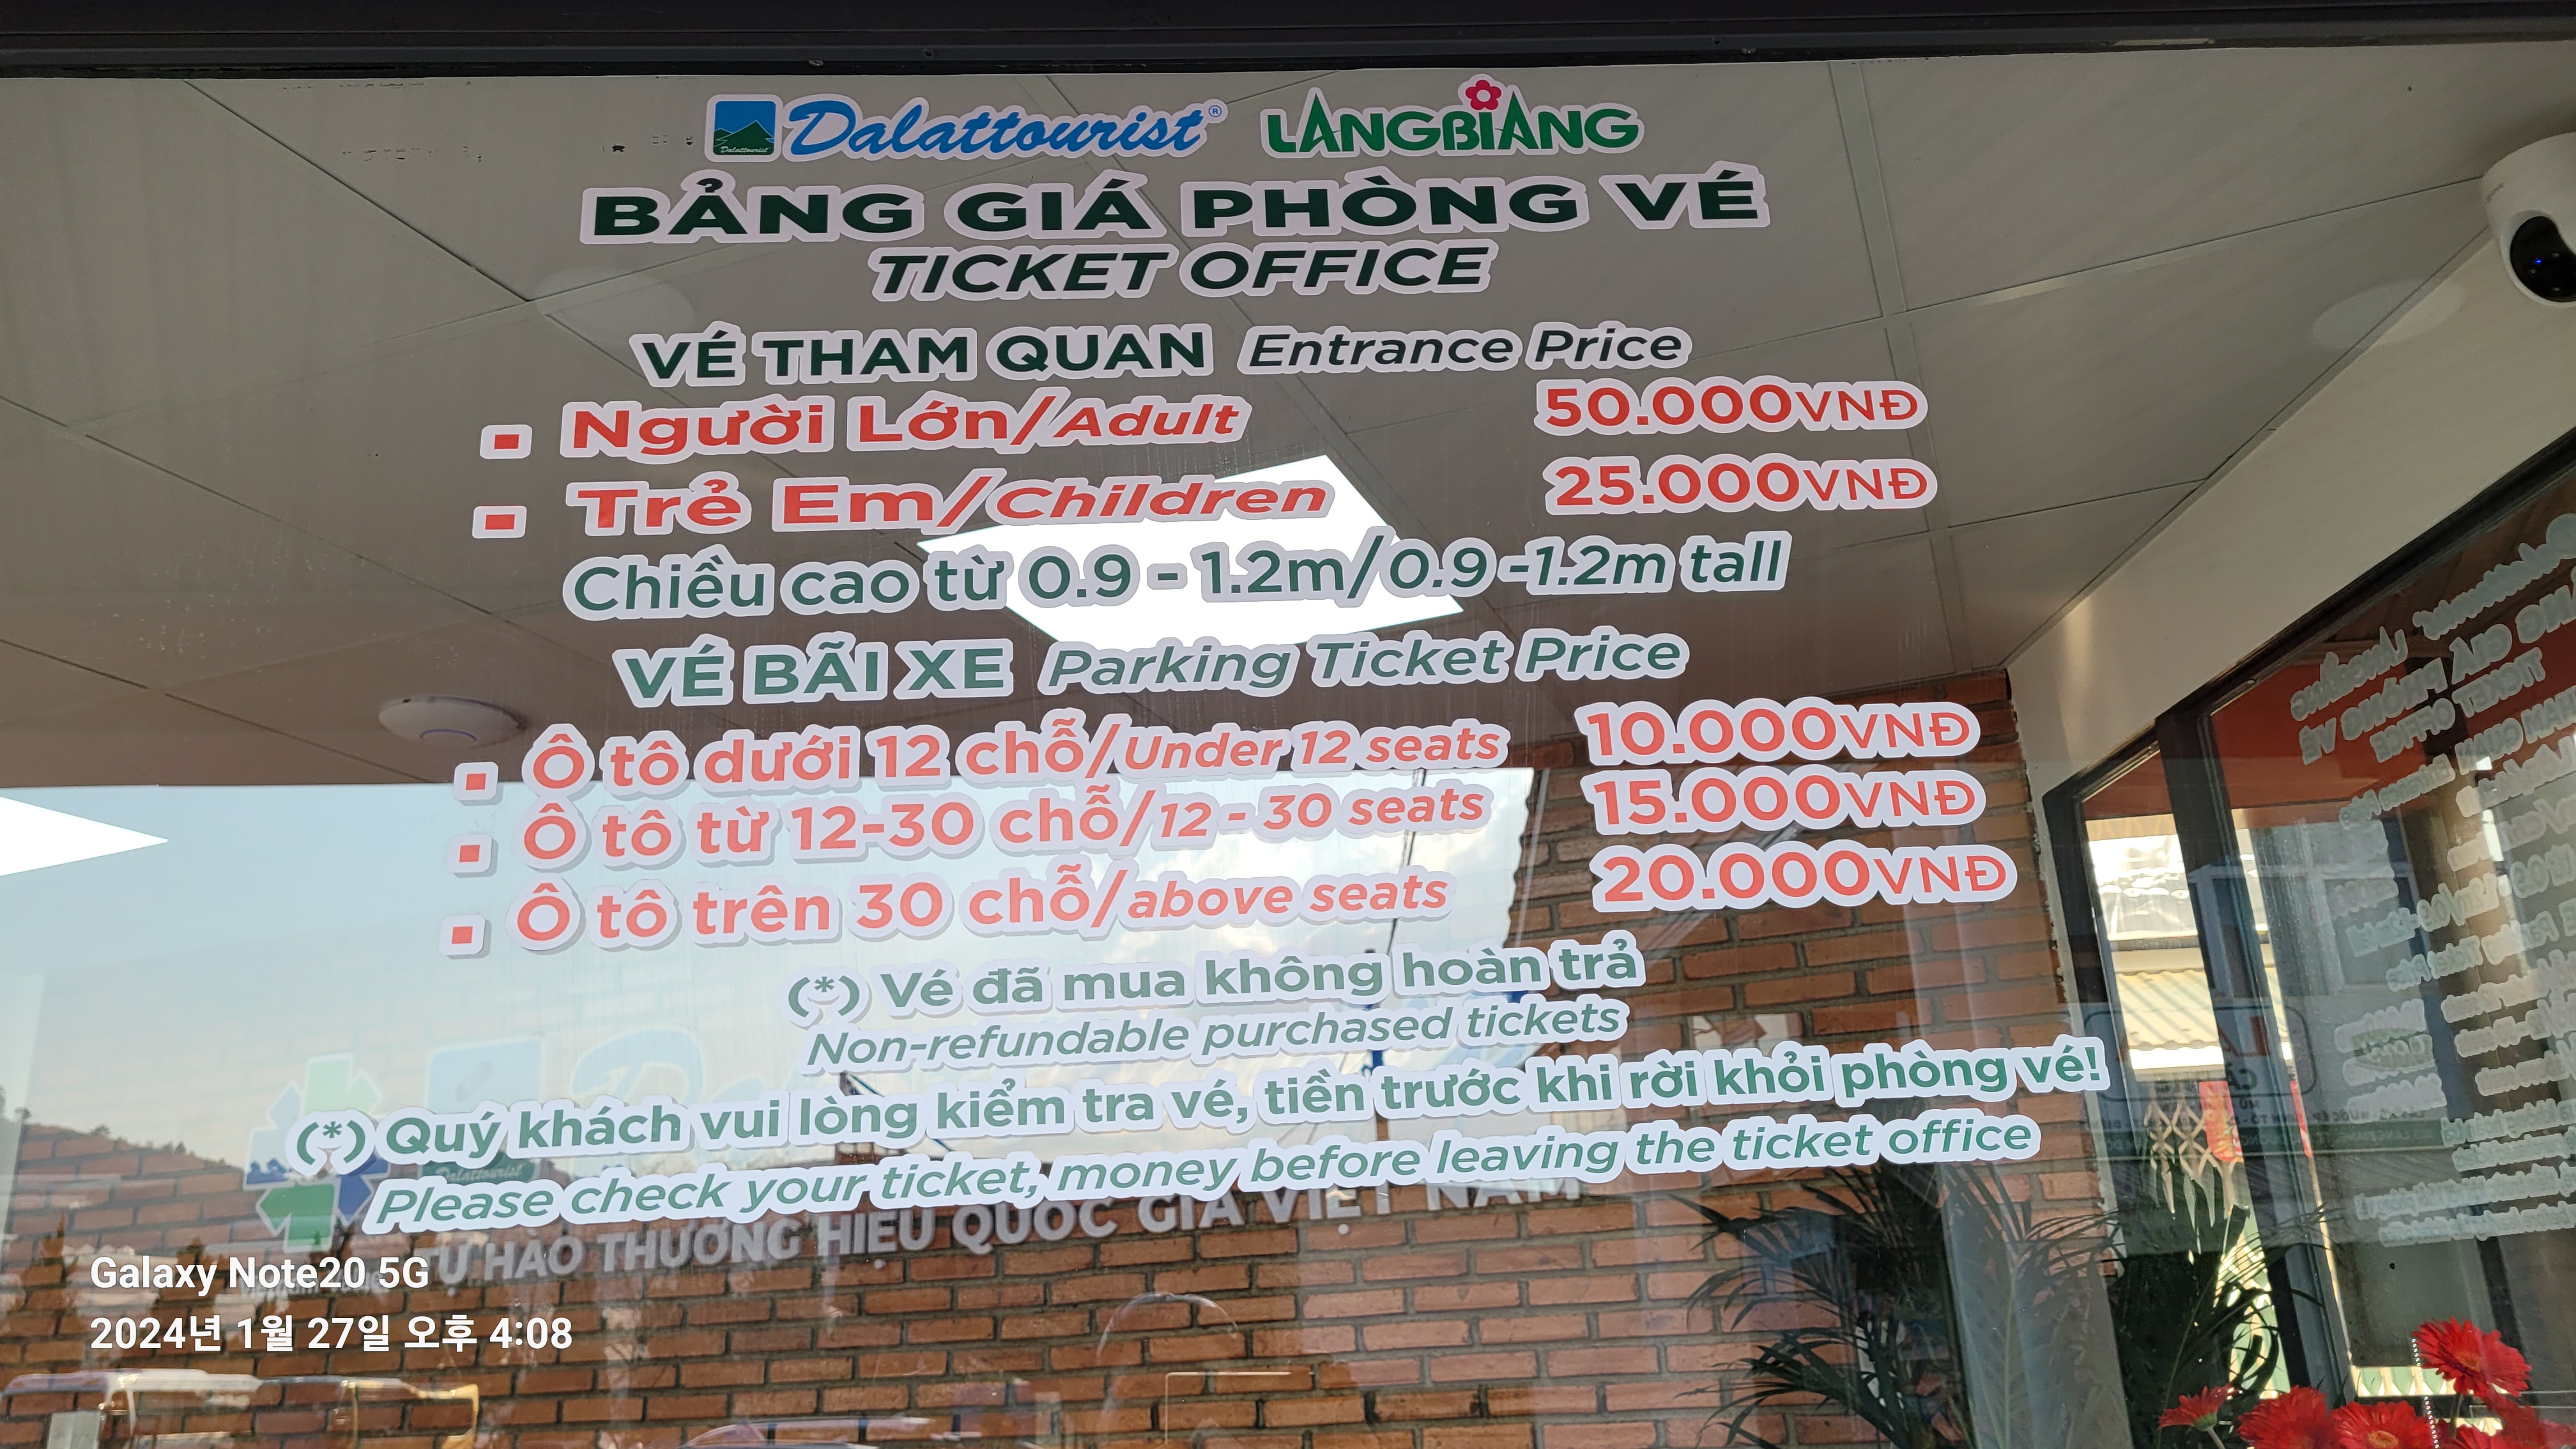 Dalattourist® LANGBIANG
BẢNG GIÁ PHÒNG VÉ
TICKET OFFICE
VÉ THAM QUAN Entrance Price
Người Lớn/Adult 50.000VNĐ
Trẻ Em/Children 25.000VNĐ
Chiều cao từ 0.9 - 1.2m/0.9 -1.2m tall
VÉ BÃI XE Parking Ticket Price
Ô tô dưới 12 chỗ/Under 12 seats 10.000VNĐ
Ô tô từ 12-30 chỗ/12 - 30 seats 15.000VNĐ
Ô tô trên 30 chỗ/above seats 20.000VNĐ
(*) Vé đã mua không hoàn trả
Non-refundable purchased tickets
(*) Quý khách vui lòng kiểm tra vé, tiền trước khi rời khỏi phòng vé!
Please check your ticket, money before leaving the ticket office
TỰ HÀO THƯƠNG HIỆU QUỐC GIA VIỆT NAM
Galaxy Note20 5G
2024년 1월 27일 오후 4:08